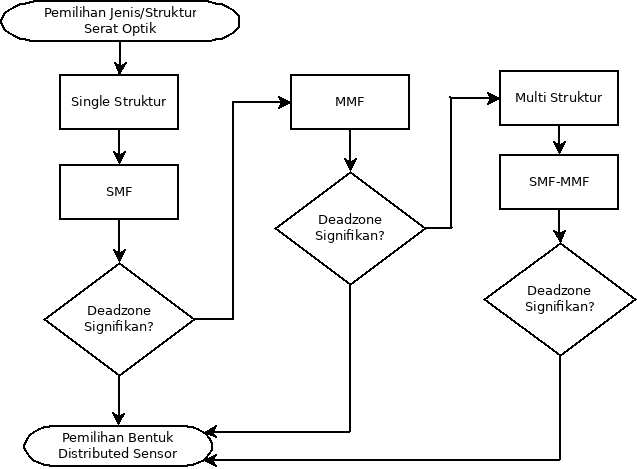 Pemilihan Jenis/Struktur
Serat Optik
Single Struktur
SMF
Deadzone
Signifikan?
MMF
Deadzone
Signifikan?
Multi Struktur
SMF-MMF
Deadzone
Signifikan?
Pemilihan Bentuk
Distributed Sensor